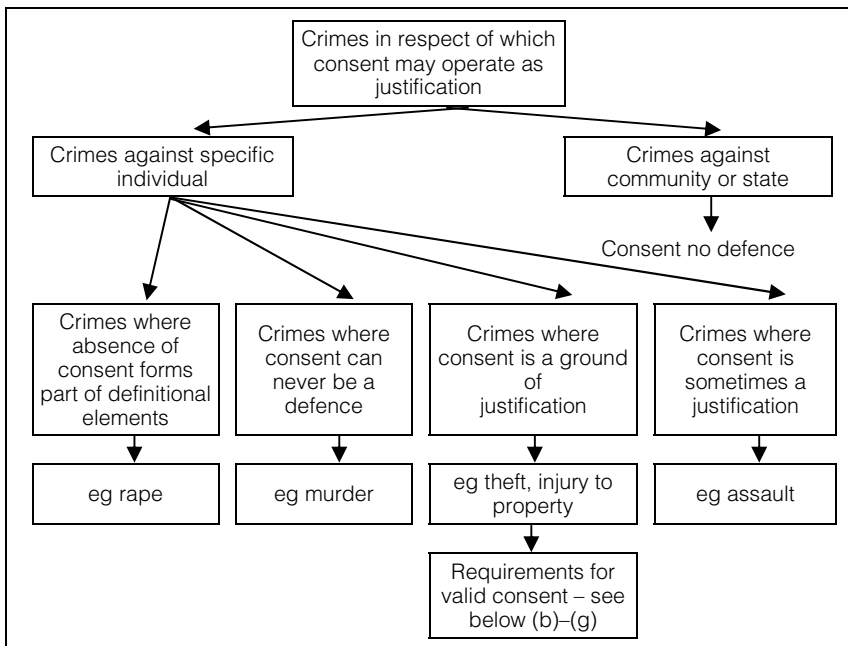 Crimes in respect of which
consent may operate as
justification
Crimes against specific
individual
Crimes against
community or state
Consent no defence
Crimes where
absence of
consent forms
part of definitional
elements
Crimes where
consent can
never be a
defence
Crimes where
consent is a ground
of
justification
Crimes where
consent is
sometimes a
justification
eg rape
eg murder
eg theft, injury to
property
eg assault
Requirements for
valid consent – see
below (b)–(g)